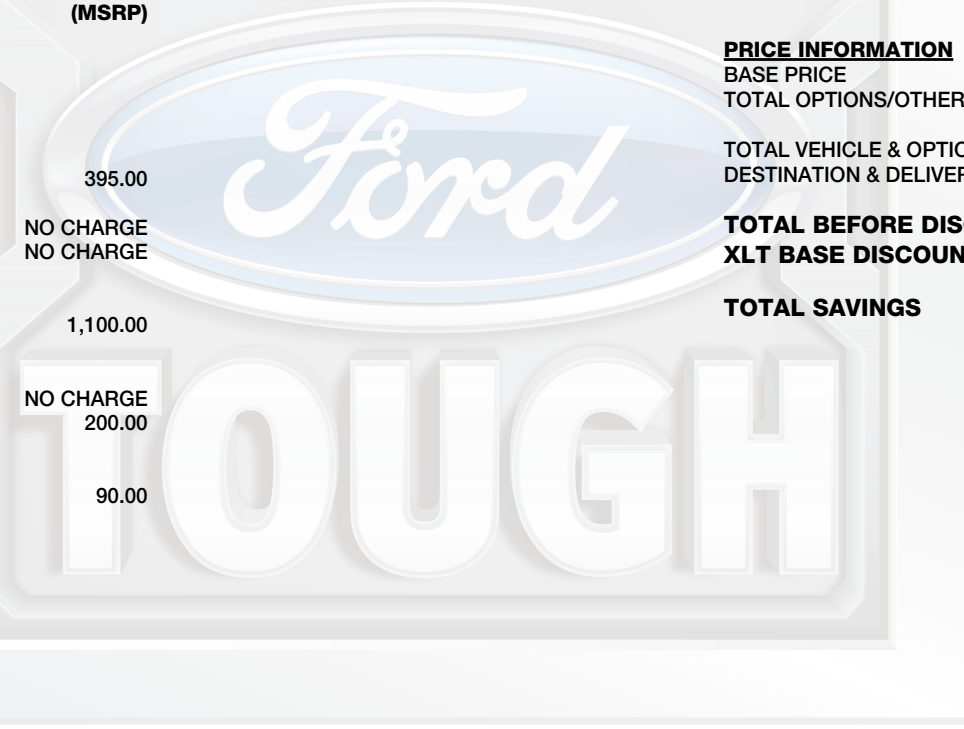 (MSRP)
395.00
NO CHARGE
NO CHARGE
1,100.00
NO CHARGE
200.00
90.00
PRICE INFORMATION
BASE PRICE
TOTAL OPTIONS/OTHER
TOTAL VEHICLE & OPTIO
DESTINATION & DELIVER
TOTAL BEFORE DIS
XLT BASE DISCOUN
TOTAL SAVINGS
Ford
TOUGH